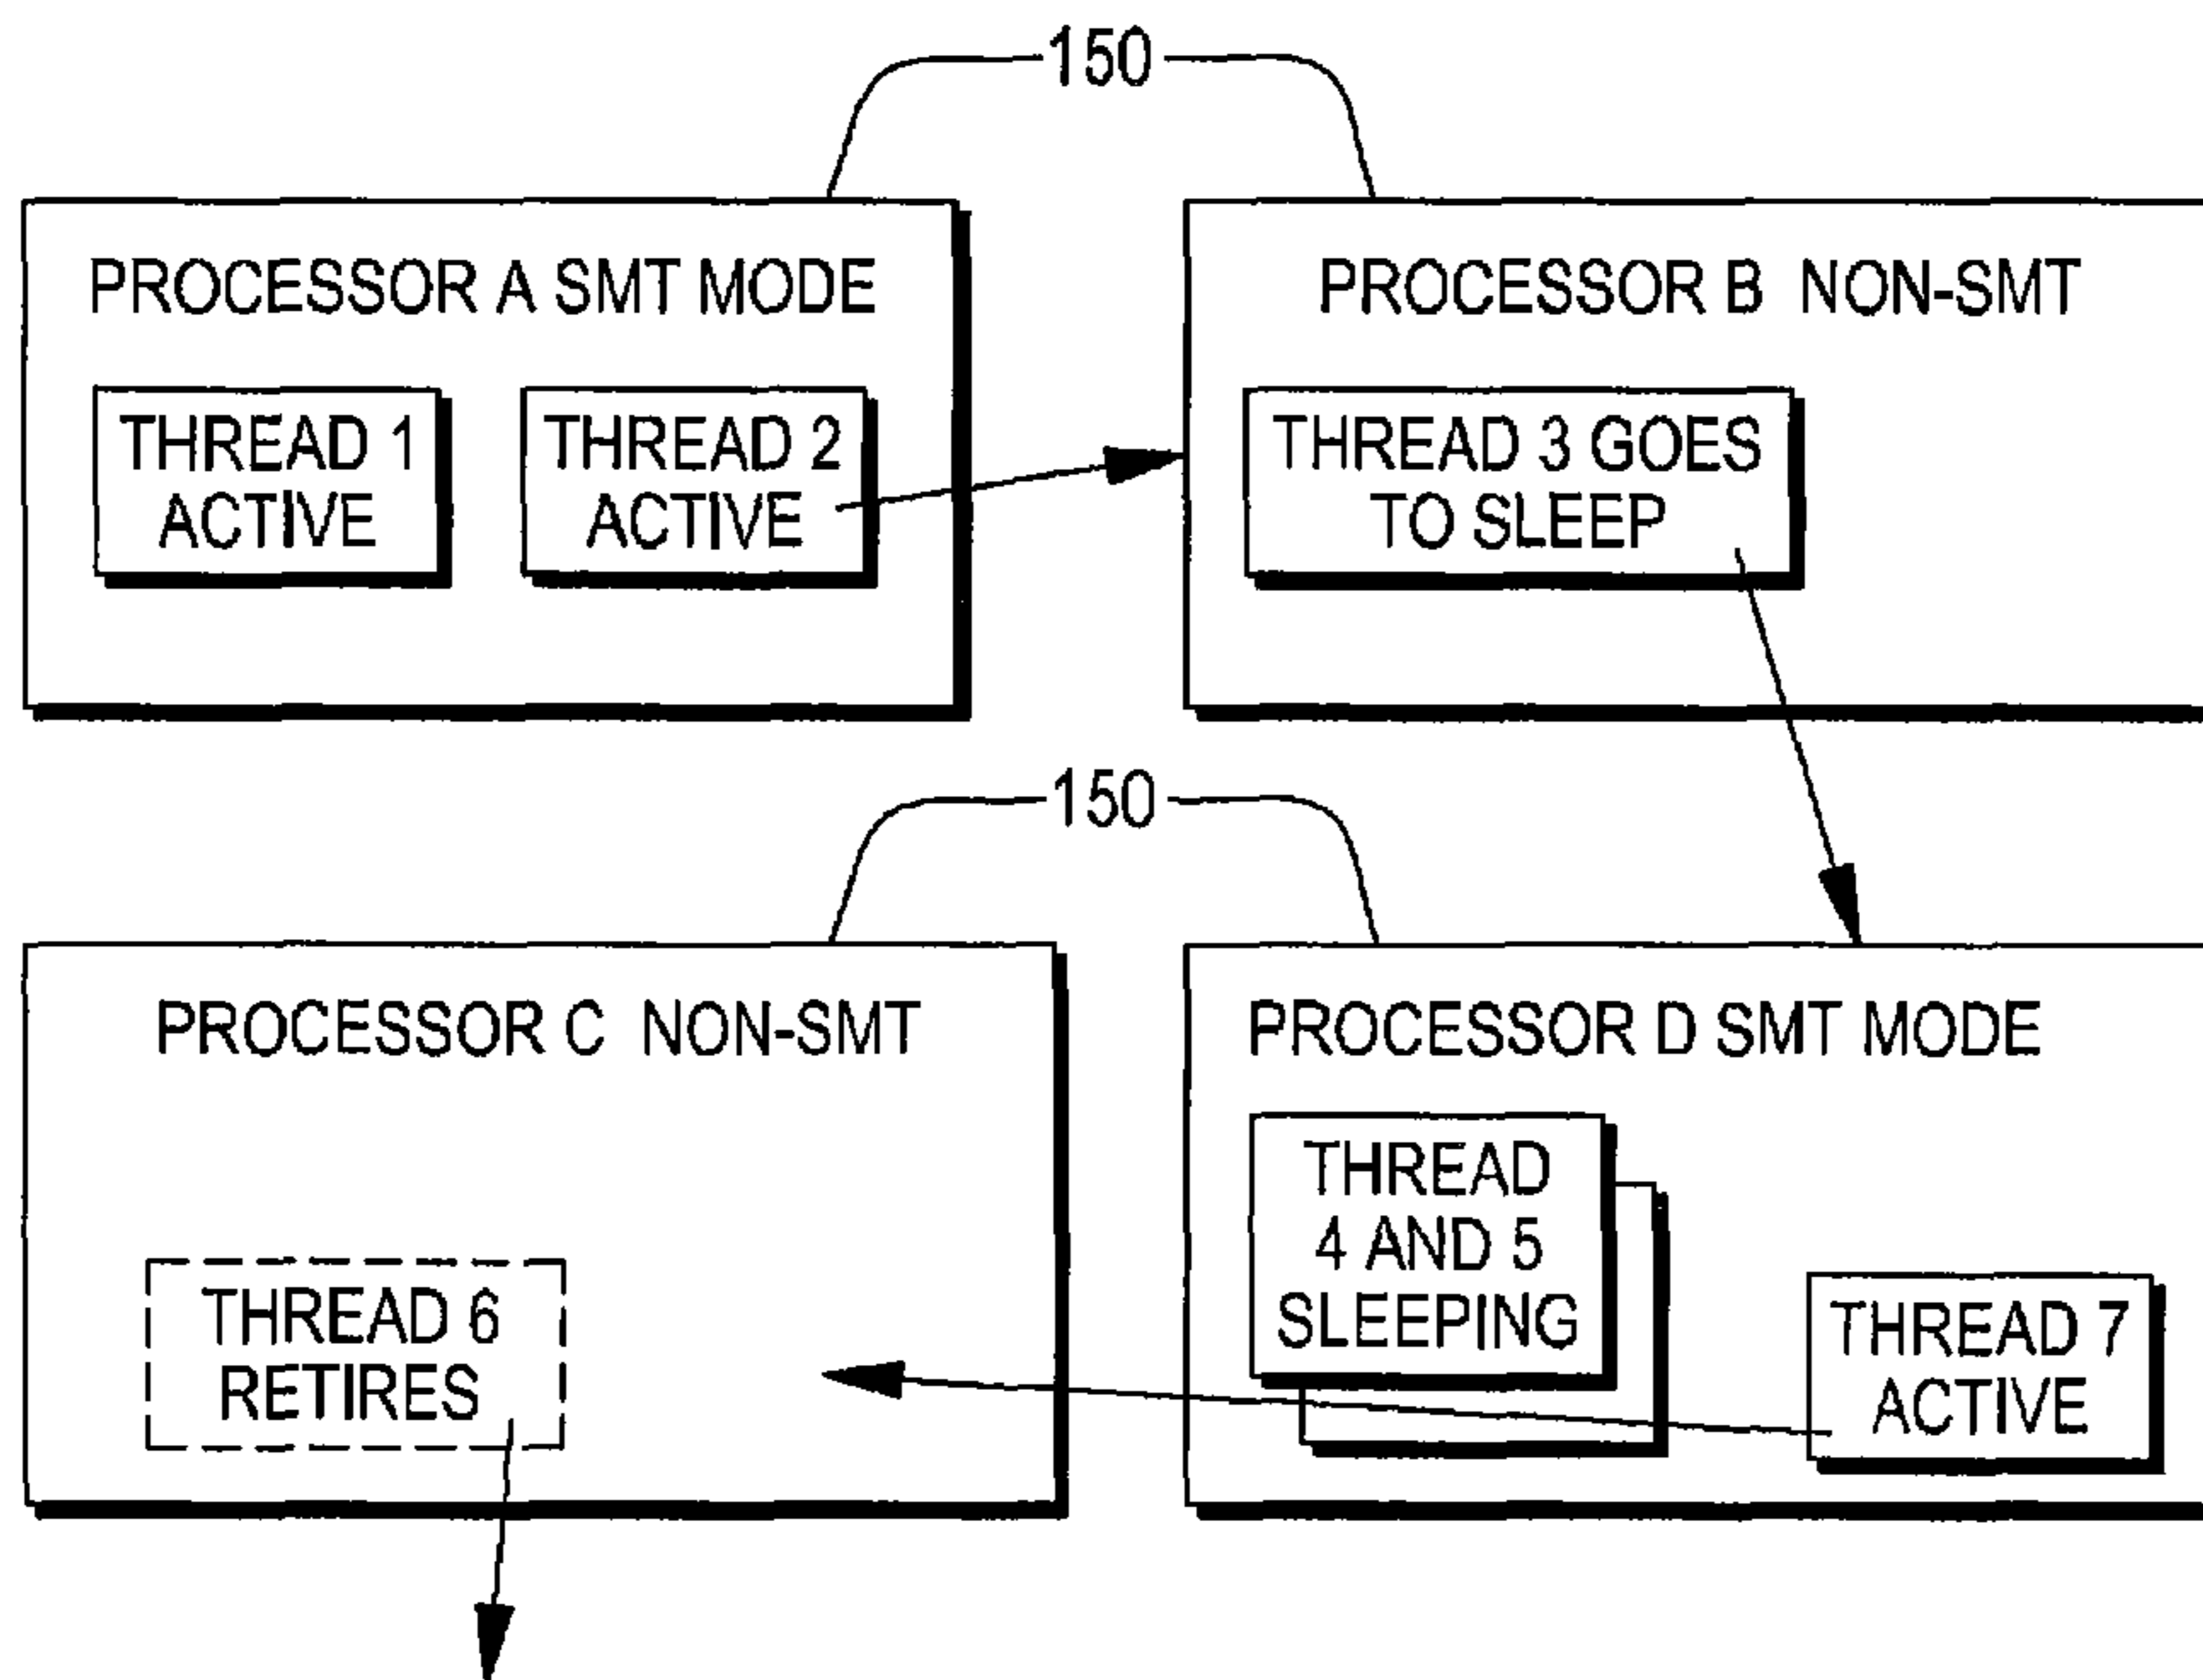 150
PROCESSOR A SMT MODE
THREAD 1
ACTIVE
THREAD 2
ACTIVE
PROCESSOR B NON-SMT
THREAD 3 GOES
TO SLEEP
150
PROCESSOR C NON-SMT
THREAD 6
RETIRES
PROCESSOR D SMT MODE
THREAD
4 AND 5
SLEEPING
THREAD 7
ACTIVE